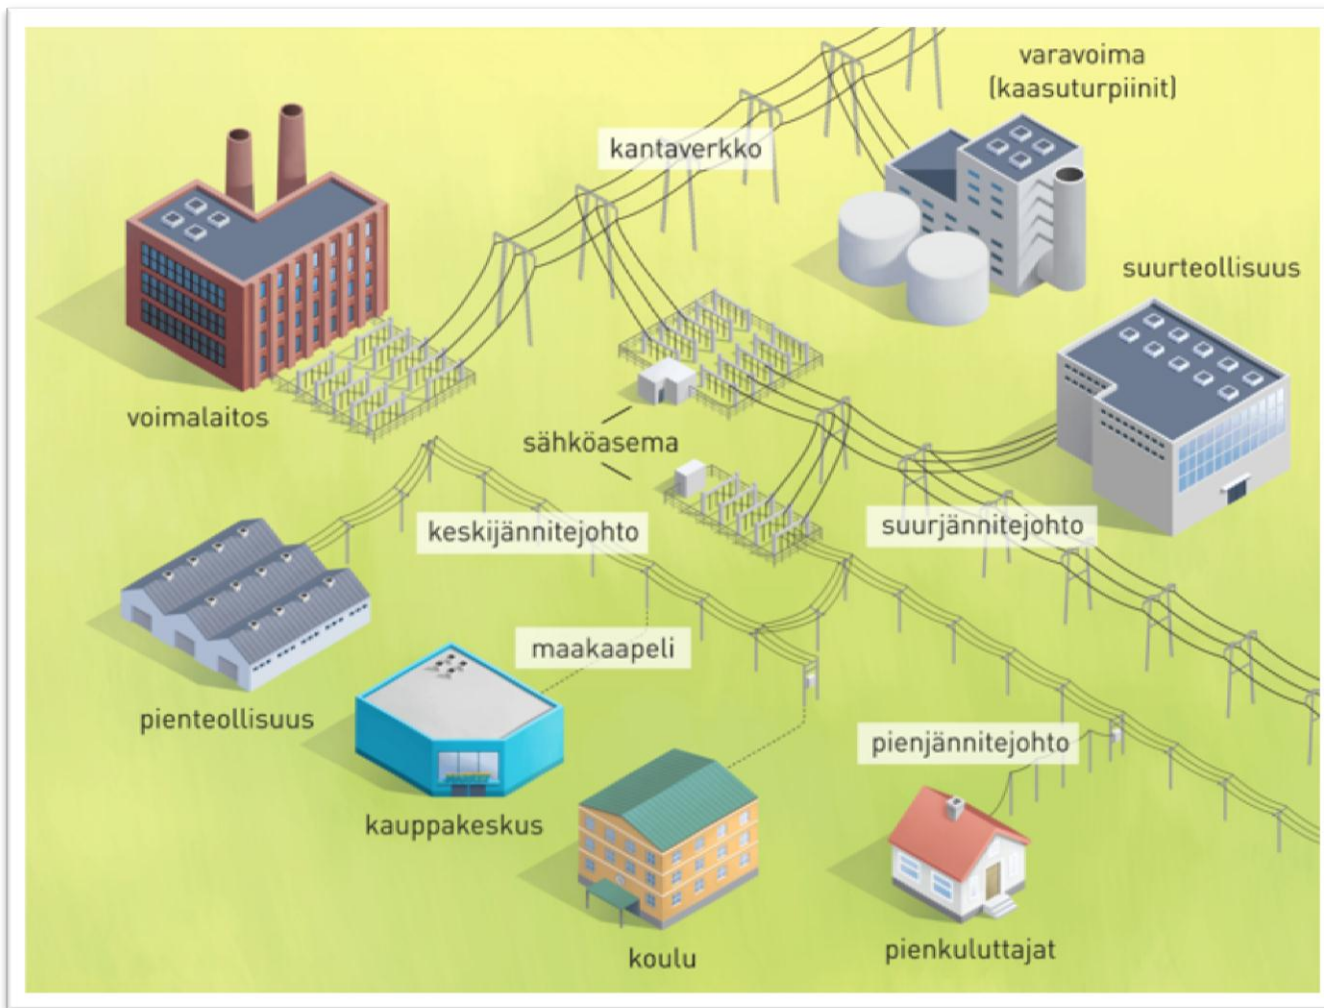 varavoima
(kaasuturpiinit)
kantaverkko
suurteollisuus
voimalaitos
sähköasema
keskijännitejohto
suurjännitejohto
maakaapeli
pienteollisuus
pienjännitejohto
kauppakeskus
koulu
pienkuluttajat